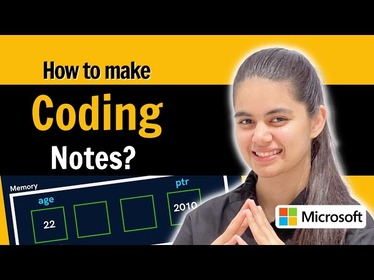 How to make
Coding
Notes?
Memory
age
ptr
22
2010
Microsoft